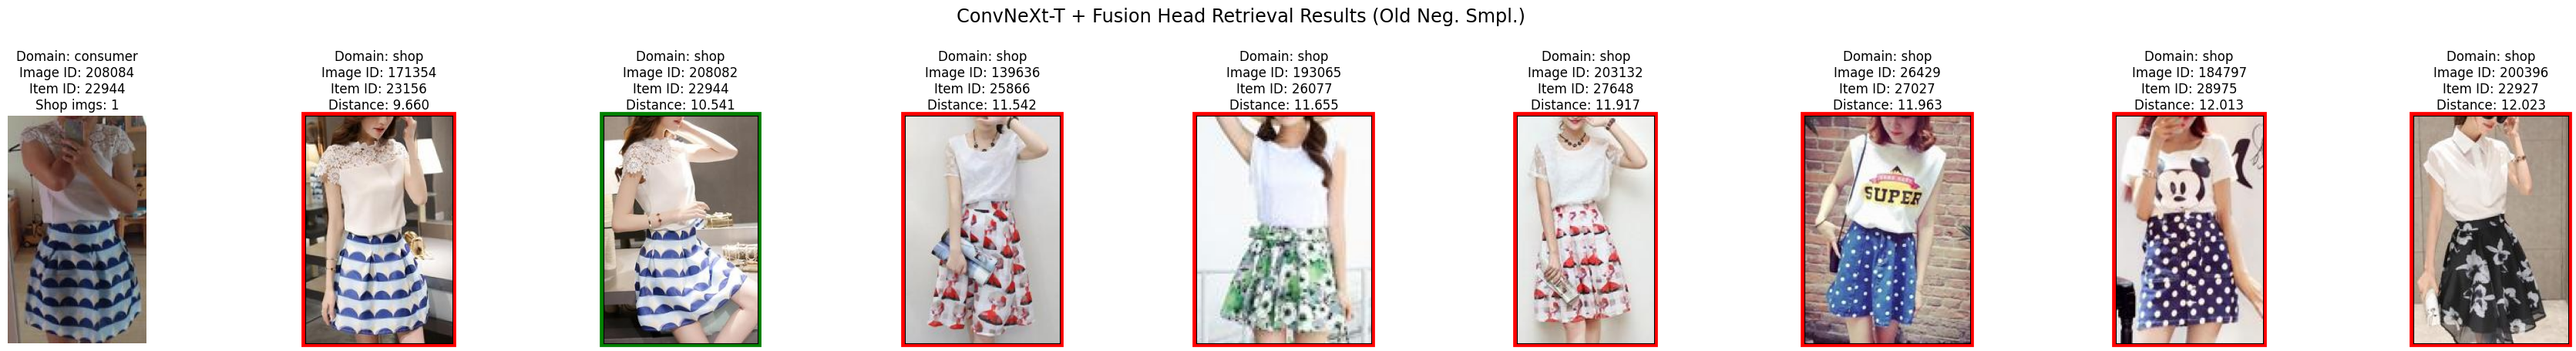 ConvNeXt-T + Fusion Head Retrieval Results (Old Neg. Smpl.)
Domain: consumer
Image ID: 208084
Item ID: 22944
Shop imgs: 1
Domain: shop
Image ID: 171354
Item ID: 23156
Distance: 9.660
Domain: shop
Image ID: 208082
Item ID: 22944
Distance: 10.541
Domain: shop
Image ID: 139636
Item ID: 25866
Distance: 11.542
Domain: shop
Image ID: 193065
Item ID: 26077
Distance: 11.655
Domain: shop
Image ID: 203132
Item ID: 27648
Distance: 11.917
Domain: shop
Image ID: 26429
Item ID: 27027
Distance: 11.963
Domain: shop
Image ID: 184797
Item ID: 28975
Distance: 12.013
Domain: shop
Image ID: 200396
Item ID: 22927
Distance: 12.023
SUPER